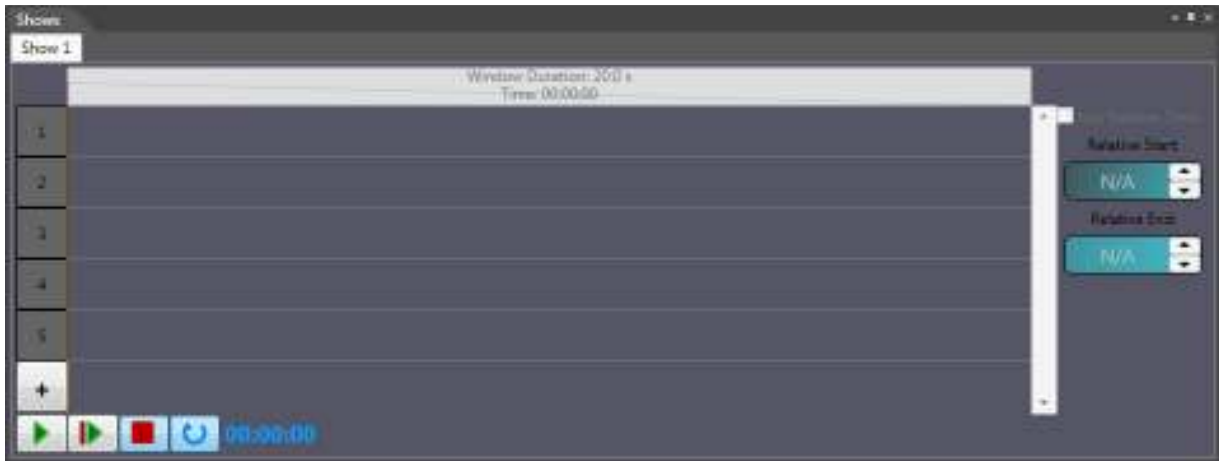 Shows
Show 1
Window Duration: 20.0 s
Time: 00:00:00
1
Relative Start
2
N/A
3
Relative End
4
N/A
5
+
00:00:00